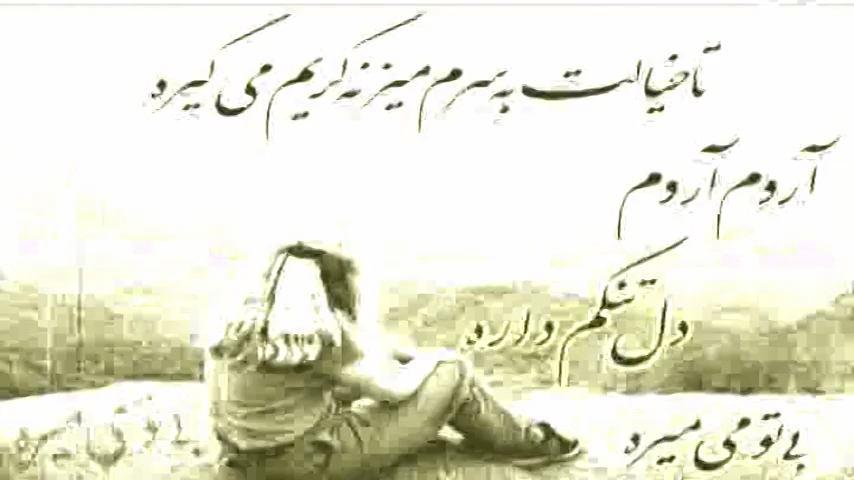 تا خیالت به سرم میزنه گریم می گیره
آروم آروم
دل تنگم داره
بی تو می میره